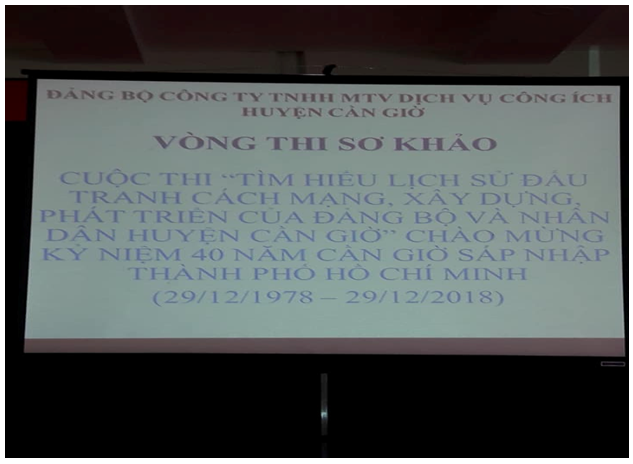 ĐẢNG BỘ CÔNG TY TNHH MTV DỊCH VỤ CÔNG ÍCH
HUYỆN CẦN GIỜ
VÒNG THI SƠ KHẢO
CUỘC THI “TÌM HIỂU LỊCH SỬ ĐẤU
TRANH CÁCH MẠNG, XÂY DỰNG,
PHÁT TRIỂN CỦA ĐẢNG BỘ VÀ NHÂN
DÂN HUYỆN CẦN GIỜ” CHÀO MỪNG
KỶ NIỆM 40 NĂM CẦN GIỜ SÁP NHẬP
THÀNH PHỐ HỒ CHÍ MINH
(29/12/1978 – 29/12/2018)